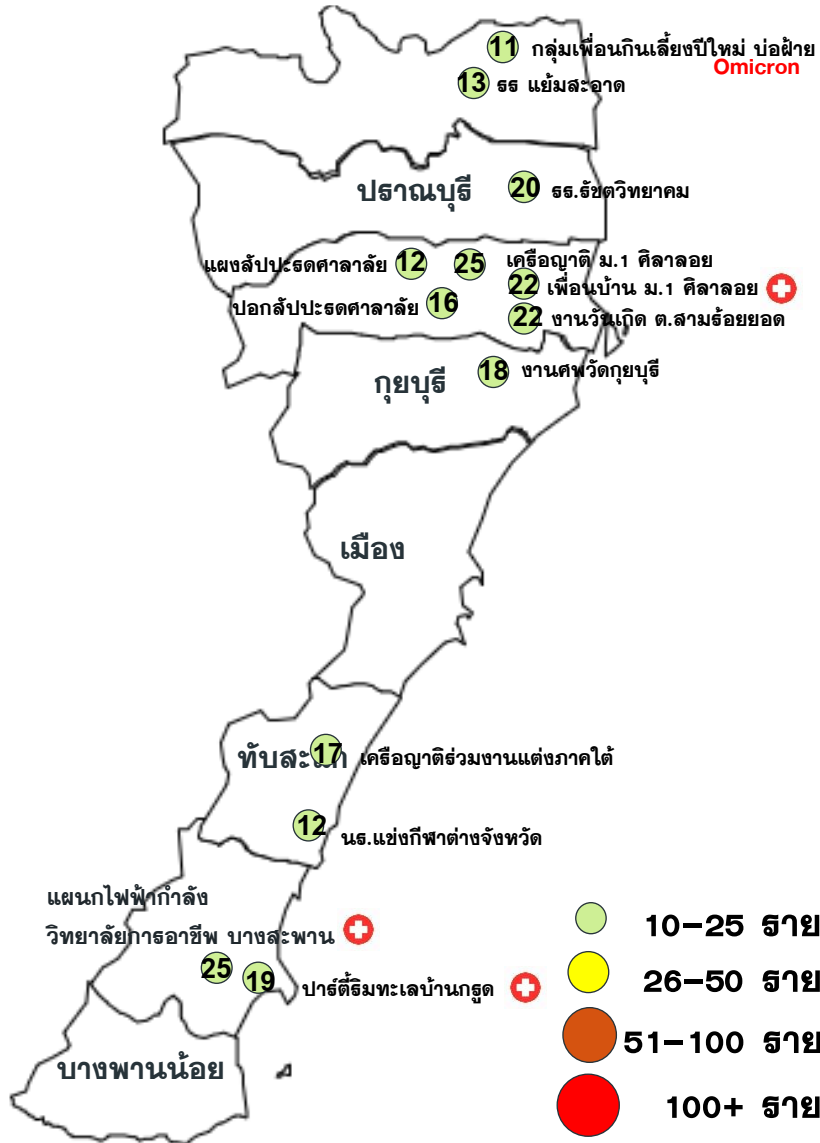 11 กลุ่มเพื่อนกินเลี้ยงปีใหม่ บ่อฝ้าย
Omicron
13 รร แย้มสะอาด
ปราณบุรี
20 รร.รัชตวิทยาคม
แผงสัปปะรดศาลาลัย 12
25 เครือญาติ ม.1 ศิลาลอย
22 เพื่อนบ้าน ม.1 ศิลาลอย
ปอกสัปปะรดศาลาลัย 16
22 งานวันเกิด ต.สามร้อยยอด
กุยบุรี
18 งานศพวัดกุยบุรี
เมือง
ทับสะแก
17 เครือญาติร่วมงานแต่งภาคใต้
12 นร.แข่งกีฬาต่างจังหวัด
แผนกไฟฟ้ากำลัง
วิทยาลัยการอาชีพ บางสะพาน
25
19 ปาร์ตี้ริมทะเลบ้านกรูด
บางพานน้อย
10-25 ราย
26-50 ราย
51-100 ราย
100+ ราย